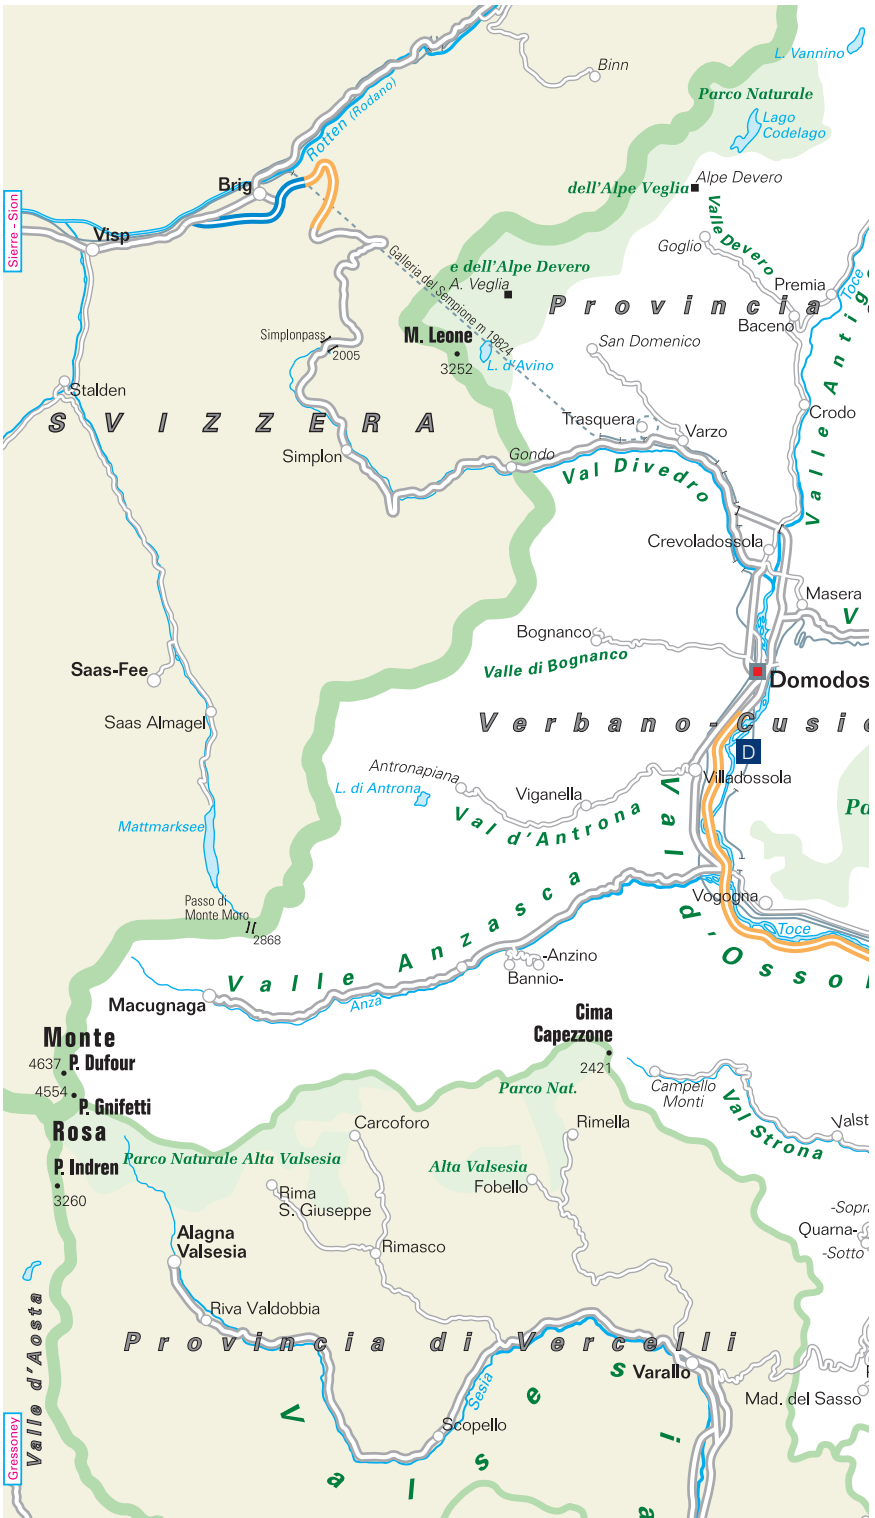 L. Vannino
Binn
Parco Naturale
Lago
Codelago
Rotten (Rodano)
Brig
Alpe Devero
dell'Alpe Veglia
Sierre - Sion
Visp
Valle Devero
Goglio
Galleria del Sempione m 19824
e dell'Alpe Devero
A. Veglia
Premia
Toce
Provincia
Baceno
Simplonpass
2005
M. Leone
3252
L. d'Avino
San Domenico
Valle Antig
Stalden
SVIZZERA
Crodo
Trasquera
Varzo
Simplon
Gondo
Val Divedro
Crevoladossola
Masera
V
Bognanco
Valle di Bognanco
Saas-Fee
Domodos
Saas Almagel
Verbano-Cusio
D
Antronapiana
L. di Antrona
Viganella
Villadossola
Val d'Antrona
Pa
Mattmarksee
Val d'Ossol
Passo di
Monte Moro
2868
Vogogna
Toce
Valle Anzasca
-Anzino
Bannio-
Macugnaga
Anza
Cima
Capezzone
2421
Monte
4637
P. Dufour
4554
P. Gnifetti
Rosa
P. Indren
3260
Campello
Monti
Val Strona
Valst
Parco Nat.
Alta Valsesia
Parco Naturale Alta Valsesia
Carcoforo
Rimella
Fobello
Rima
S. Giuseppe
-Sopra
Quarna-
-Sotto
Alagna
Valsesia
Rimasco
Riva Valdobbia
Provincia di Vercelli
Valle d'Aosta
Varallo
Mad. del Sasso
Sesia
Scopello
Valsesia
Gressoney